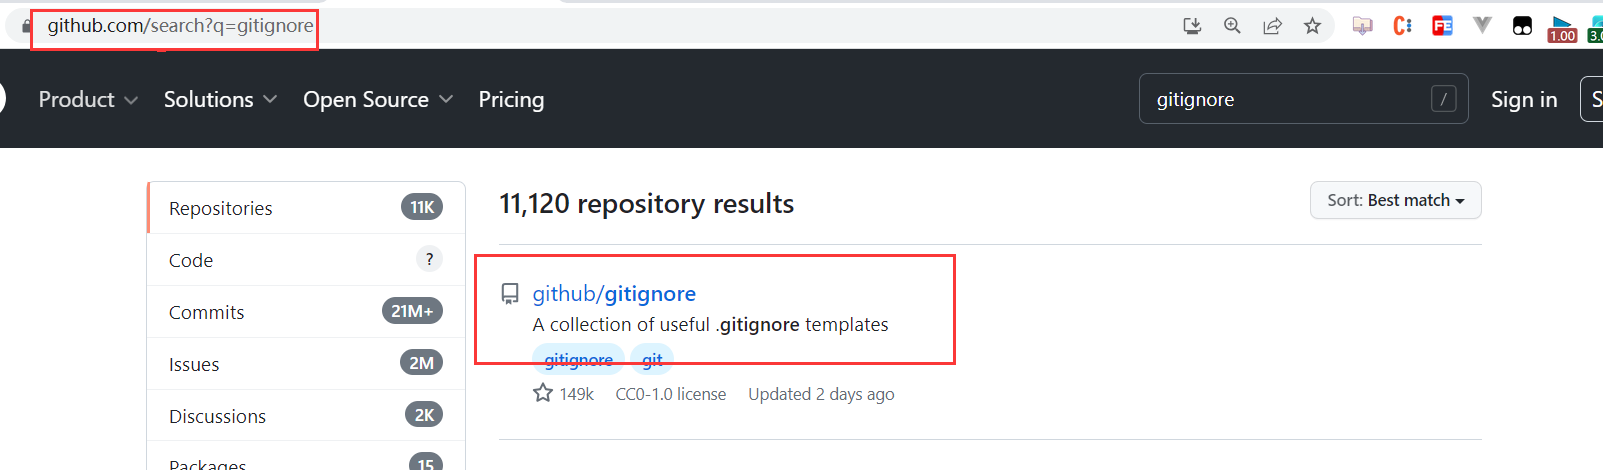 github.com/search?q=gitignore
1.00
3.0
Product Solutions Open Source Pricing
gitignore /
Sign in S
Repositories 11K
Code ?
Commits 21M+
Issues 2M
Discussions 2K
Packages 15
11,120 repository results
Sort: Best match
github/gitignore
A collection of useful .gitignore templates
gitignore git
149k CC0-1.0 license Updated 2 days ago